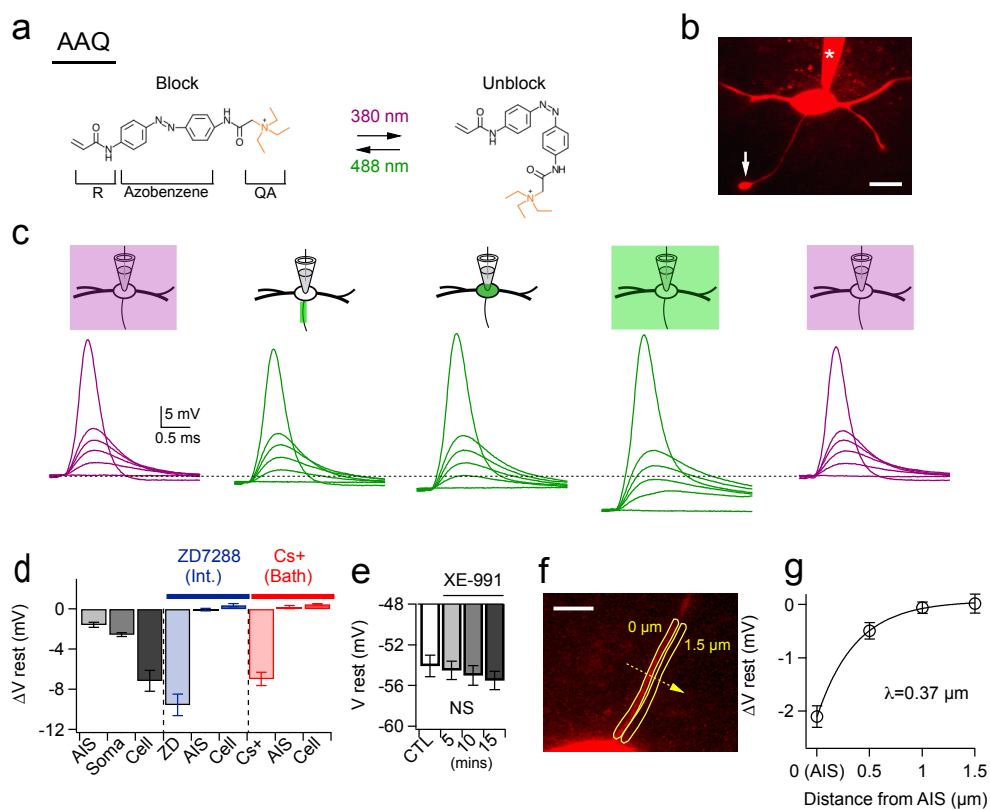 a
AAQ
Block
Unblock
380 nm
488 nm
O
N
H
N
N
H
N
O
N
+
R
Azobenzene
QA
O
N
H
N
N
NH
O
N
+
b
*
c
5 mV
0.5 ms
d
ZD7288
(Int.)
Cs+
(Bath)
ΔV rest (mV)
0
-4
-8
-12
AIS
Soma
Cell
ZD
AIS
Cell
Cs+
AIS
Cell
e
XE-991
V rest (mV)
-48
-52
-56
-60
NS
CTL
5
10
15
(mins)
f
0 µm
1.5 µm
g
ΔV rest (mV)
0
-1
-2
λ=0.37 µm
0 (AIS)
0.5
1
1.5
Distance from AIS (µm)